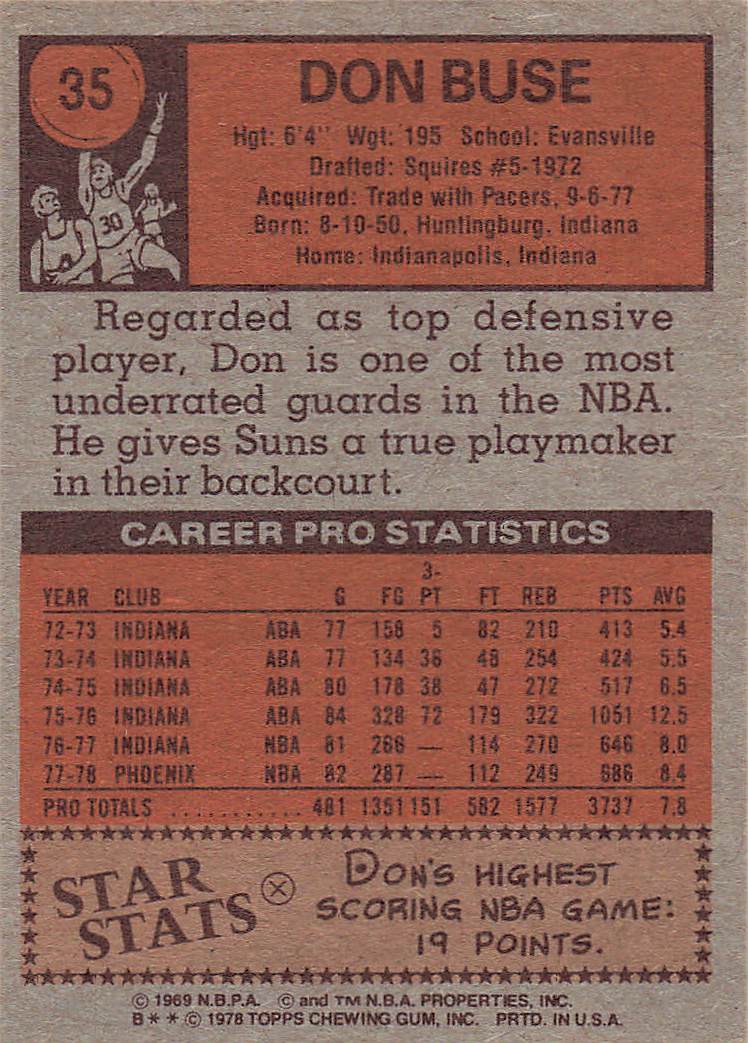 35
DON BUSE
Hgt: 6'4" Wgt: 195 School: Evansville
Drafted: Squires #5-1972
Acquired: Trade with Pacers, 9-6-77
Born: 8-10-50, Huntingburg, Indiana
Home: Indianapolis, Indiana
30
Regarded as top defensive
player, Don is one of the most
underrated guards in the NBA.
He gives Suns a true playmaker
in their backcourt.
CAREER PRO STATISTICS
YEAR CLUB G FG 3-PT FT REB PTS AVG
72-73 INDIANA ABA 77 158 5 82 210 413 5.4
73-74 INDIANA ABA 77 134 36 48 254 424 5.5
74-75 INDIANA ABA 80 178 38 47 272 517 6.5
75-76 INDIANA ABA 84 328 72 179 322 1051 12.5
76-77 INDIANA NBA 81 266 — 114 270 646 8.0
77-78 PHOENIX NBA 82 287 — 112 249 686 8.4
PRO TOTALS ........... 481 1351 151 582 1577 3737 7.8
STAR
STATS
DON'S HIGHEST
SCORING NBA GAME:
19 POINTS.
© 1969 N.B.P.A. © and TM N.B.A. PROPERTIES, INC.
B * * © 1978 TOPPS CHEWING GUM, INC. PRTD. IN U.S.A.